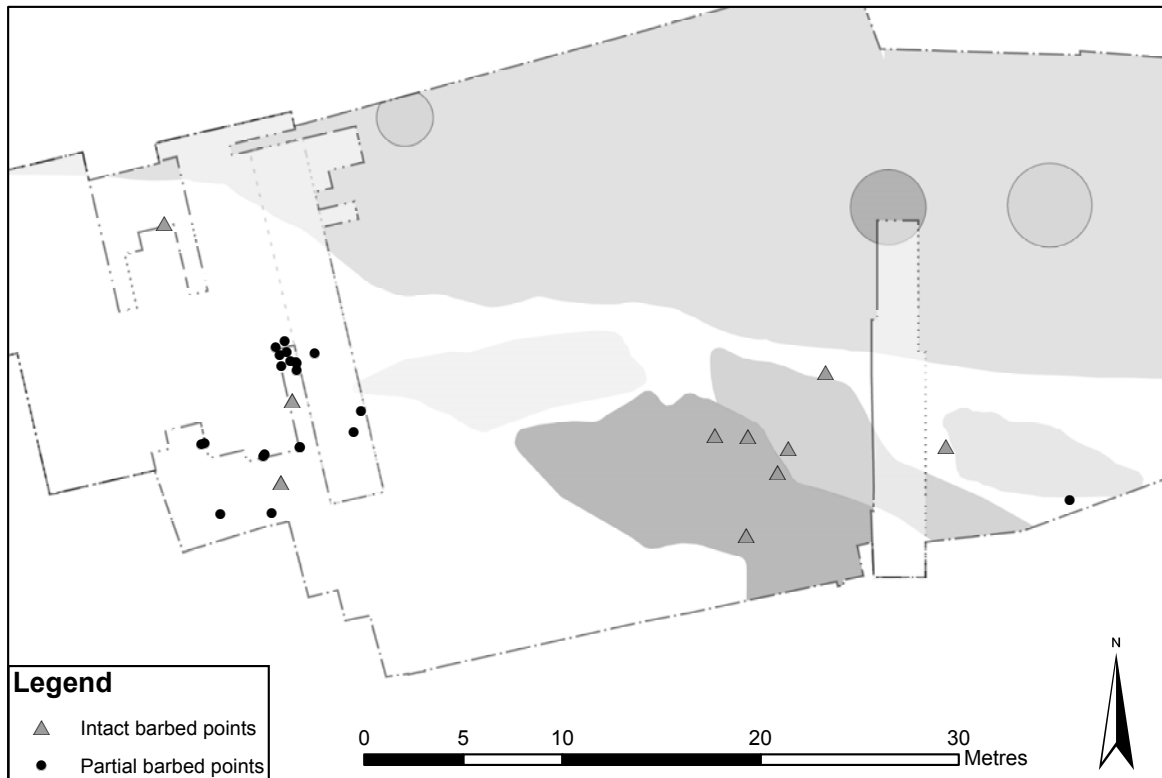 N
Legend
Intact barbed points
Partial barbed points
0 5 10 20 30
Metres